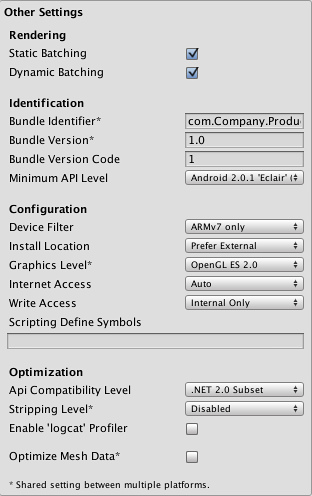 Other Settings
Rendering
Static Batching
Dynamic Batching
Identification
Bundle Identifier* com.Company.Produ
Bundle Version* 1.0
Bundle Version Code 1
Minimum API Level Android 2.0.1 'Eclair' (
Configuration
Device Filter ARMv7 only
Install Location Prefer External
Graphics Level* OpenGL ES 2.0
Internet Access Auto
Write Access Internal Only
Scripting Define Symbols
Optimization
Api Compatibility Level .NET 2.0 Subset
Stripping Level* Disabled
Enable 'logcat' Profiler
Optimize Mesh Data*
* Shared setting between multiple platforms.